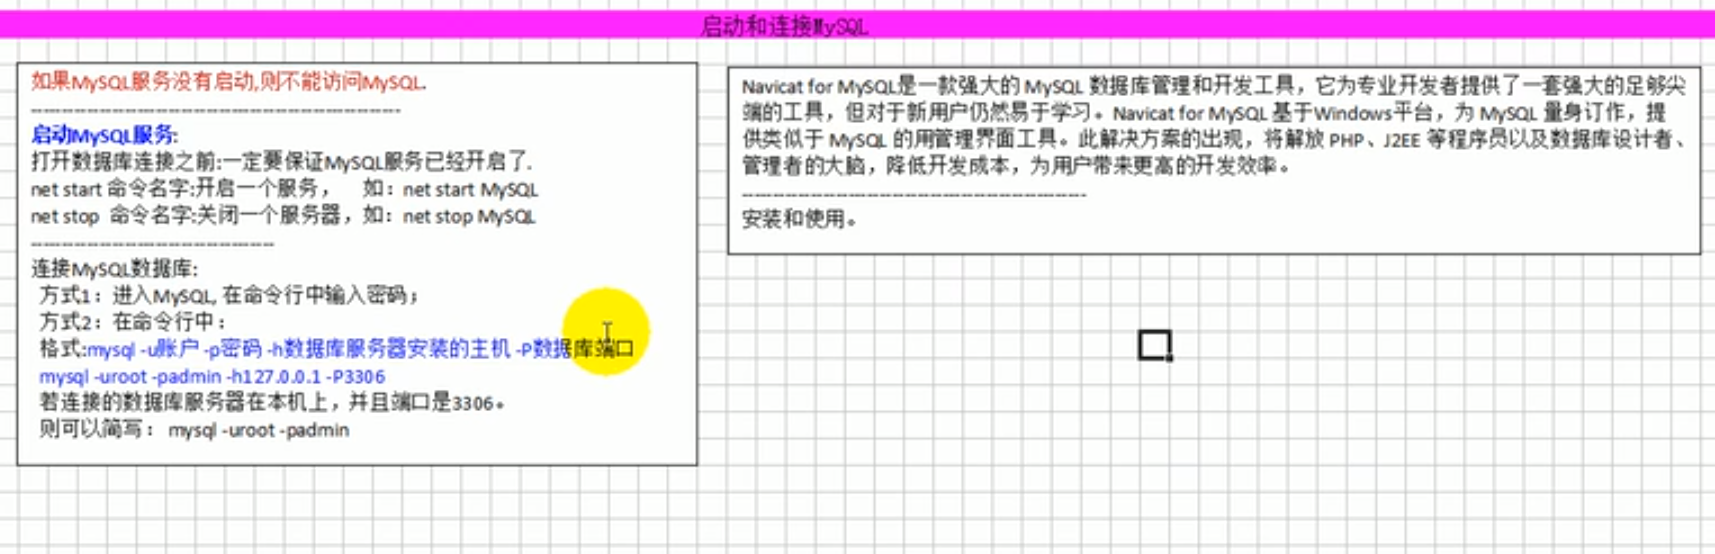 启动和连接MySQL
如果MySQL服务没有启动,则不能访问MySQL.
------------------------------------------------------------
启动MySQL服务:
打开数据库连接之前:一定要保证MySQL服务已经开启了.
net start 命令名字:开启一个服务， 如：net start MySQL
net stop 命令名字:关闭一个服务器，如：net stop MySQL
----------------------------------------
连接MySQL数据库:
方式1：进入MySQL, 在命令行中输入密码；
方式2：在命令行中：
格式:mysql -u账户 -p密码 -h数据库服务器安装的主机 -P数据库端口
mysql -uroot -padmin -h127.0.0.1 -P3306
若连接的数据库服务器在本机上，并且端口是3306。
则可以简写： mysql -uroot -padmin
Navicat for MySQL是一款强大的 MySQL 数据库管理和开发工具，它为专业开发者提供了一套强大的足够尖
端的工具，但对于新用户仍然易于学习。Navicat for MySQL 基于Windows平台，为 MySQL 量身订作，提
供类似于 MySQL 的用管理界面工具。此解决方案的出现，将解放 PHP、J2EE 等程序员以及数据库设计者、
管理者的大脑，降低开发成本，为用户带来更高的开发效率。
--------------------------------------------------------
安装和使用。